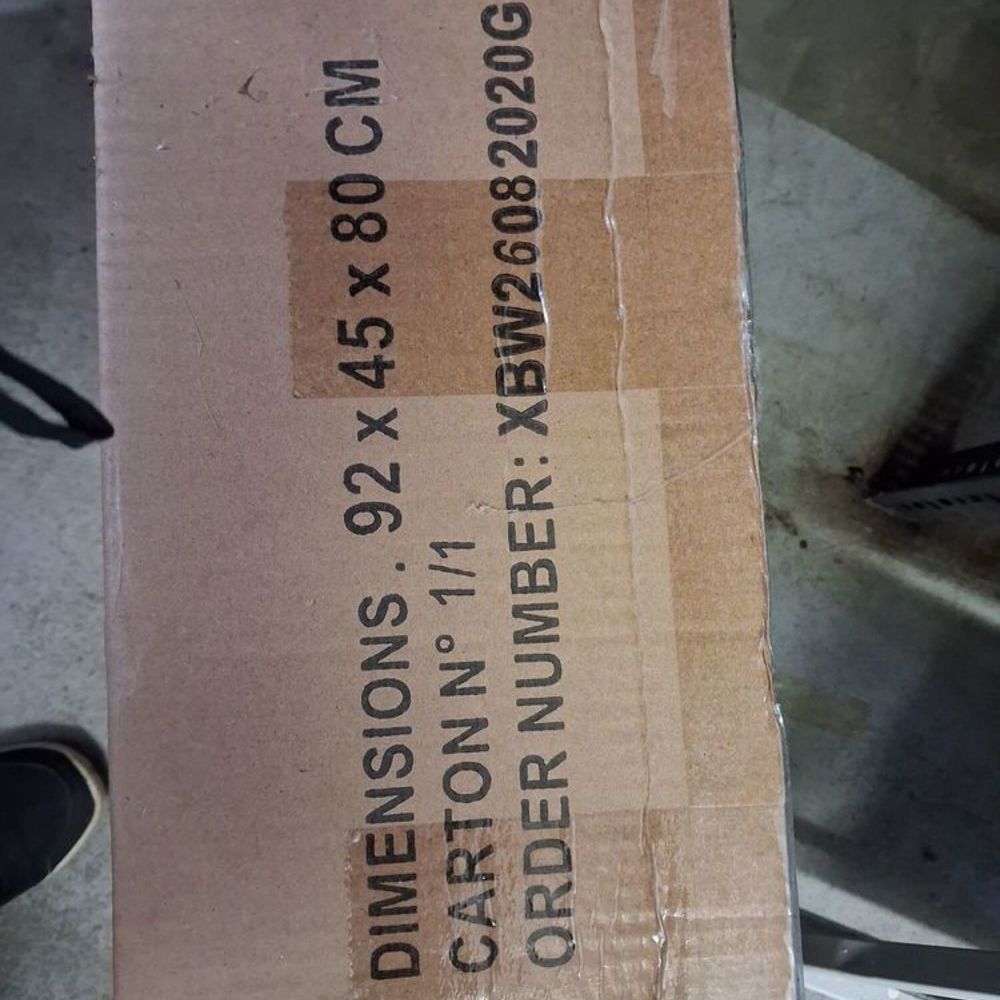 DIMENSIONS. 92 x 45 x 80 CM
CARTON N° 1/1
ORDER NUMBER: XBW26082020G